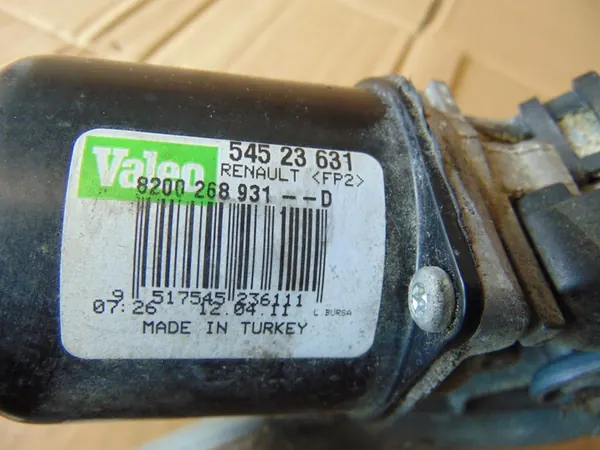 Valeo
545 23 631
RENAULT <FP2>
8200 268 931 -- D
9 517545 236111
07:26 12.04.11 L BURSA
MADE IN TURKEY